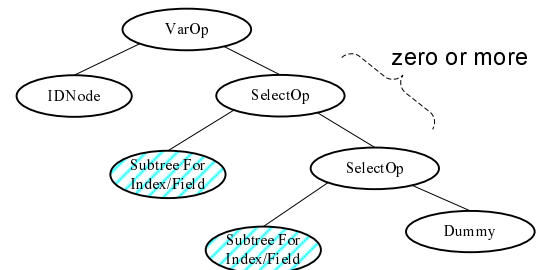 VarOp
zero or more
IDNode
SelectOp
Subtree For
Index/Field
SelectOp
Subtree For
Index/Field
Dummy